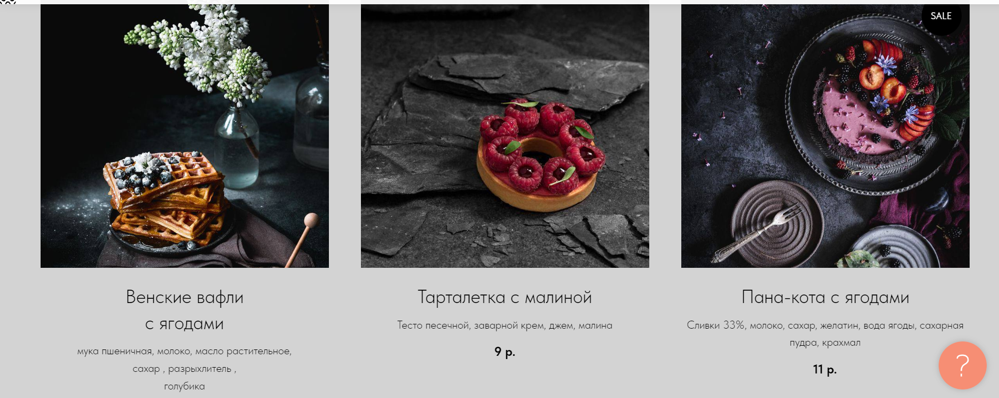 SALE
Венские вафли
с ягодами
мука пшеничная, молоко, масло растительное,
сахар , разрыхлитель ,
голубика
Тарталетка с малиной
Тесто песечной, заварной крем, джем, малина
9 р.
Пана-кота с ягодами
Сливки 33%, молоко, сахар, желатин, вода ягоды, сахарная
пудра, крахмал
11 р.
?